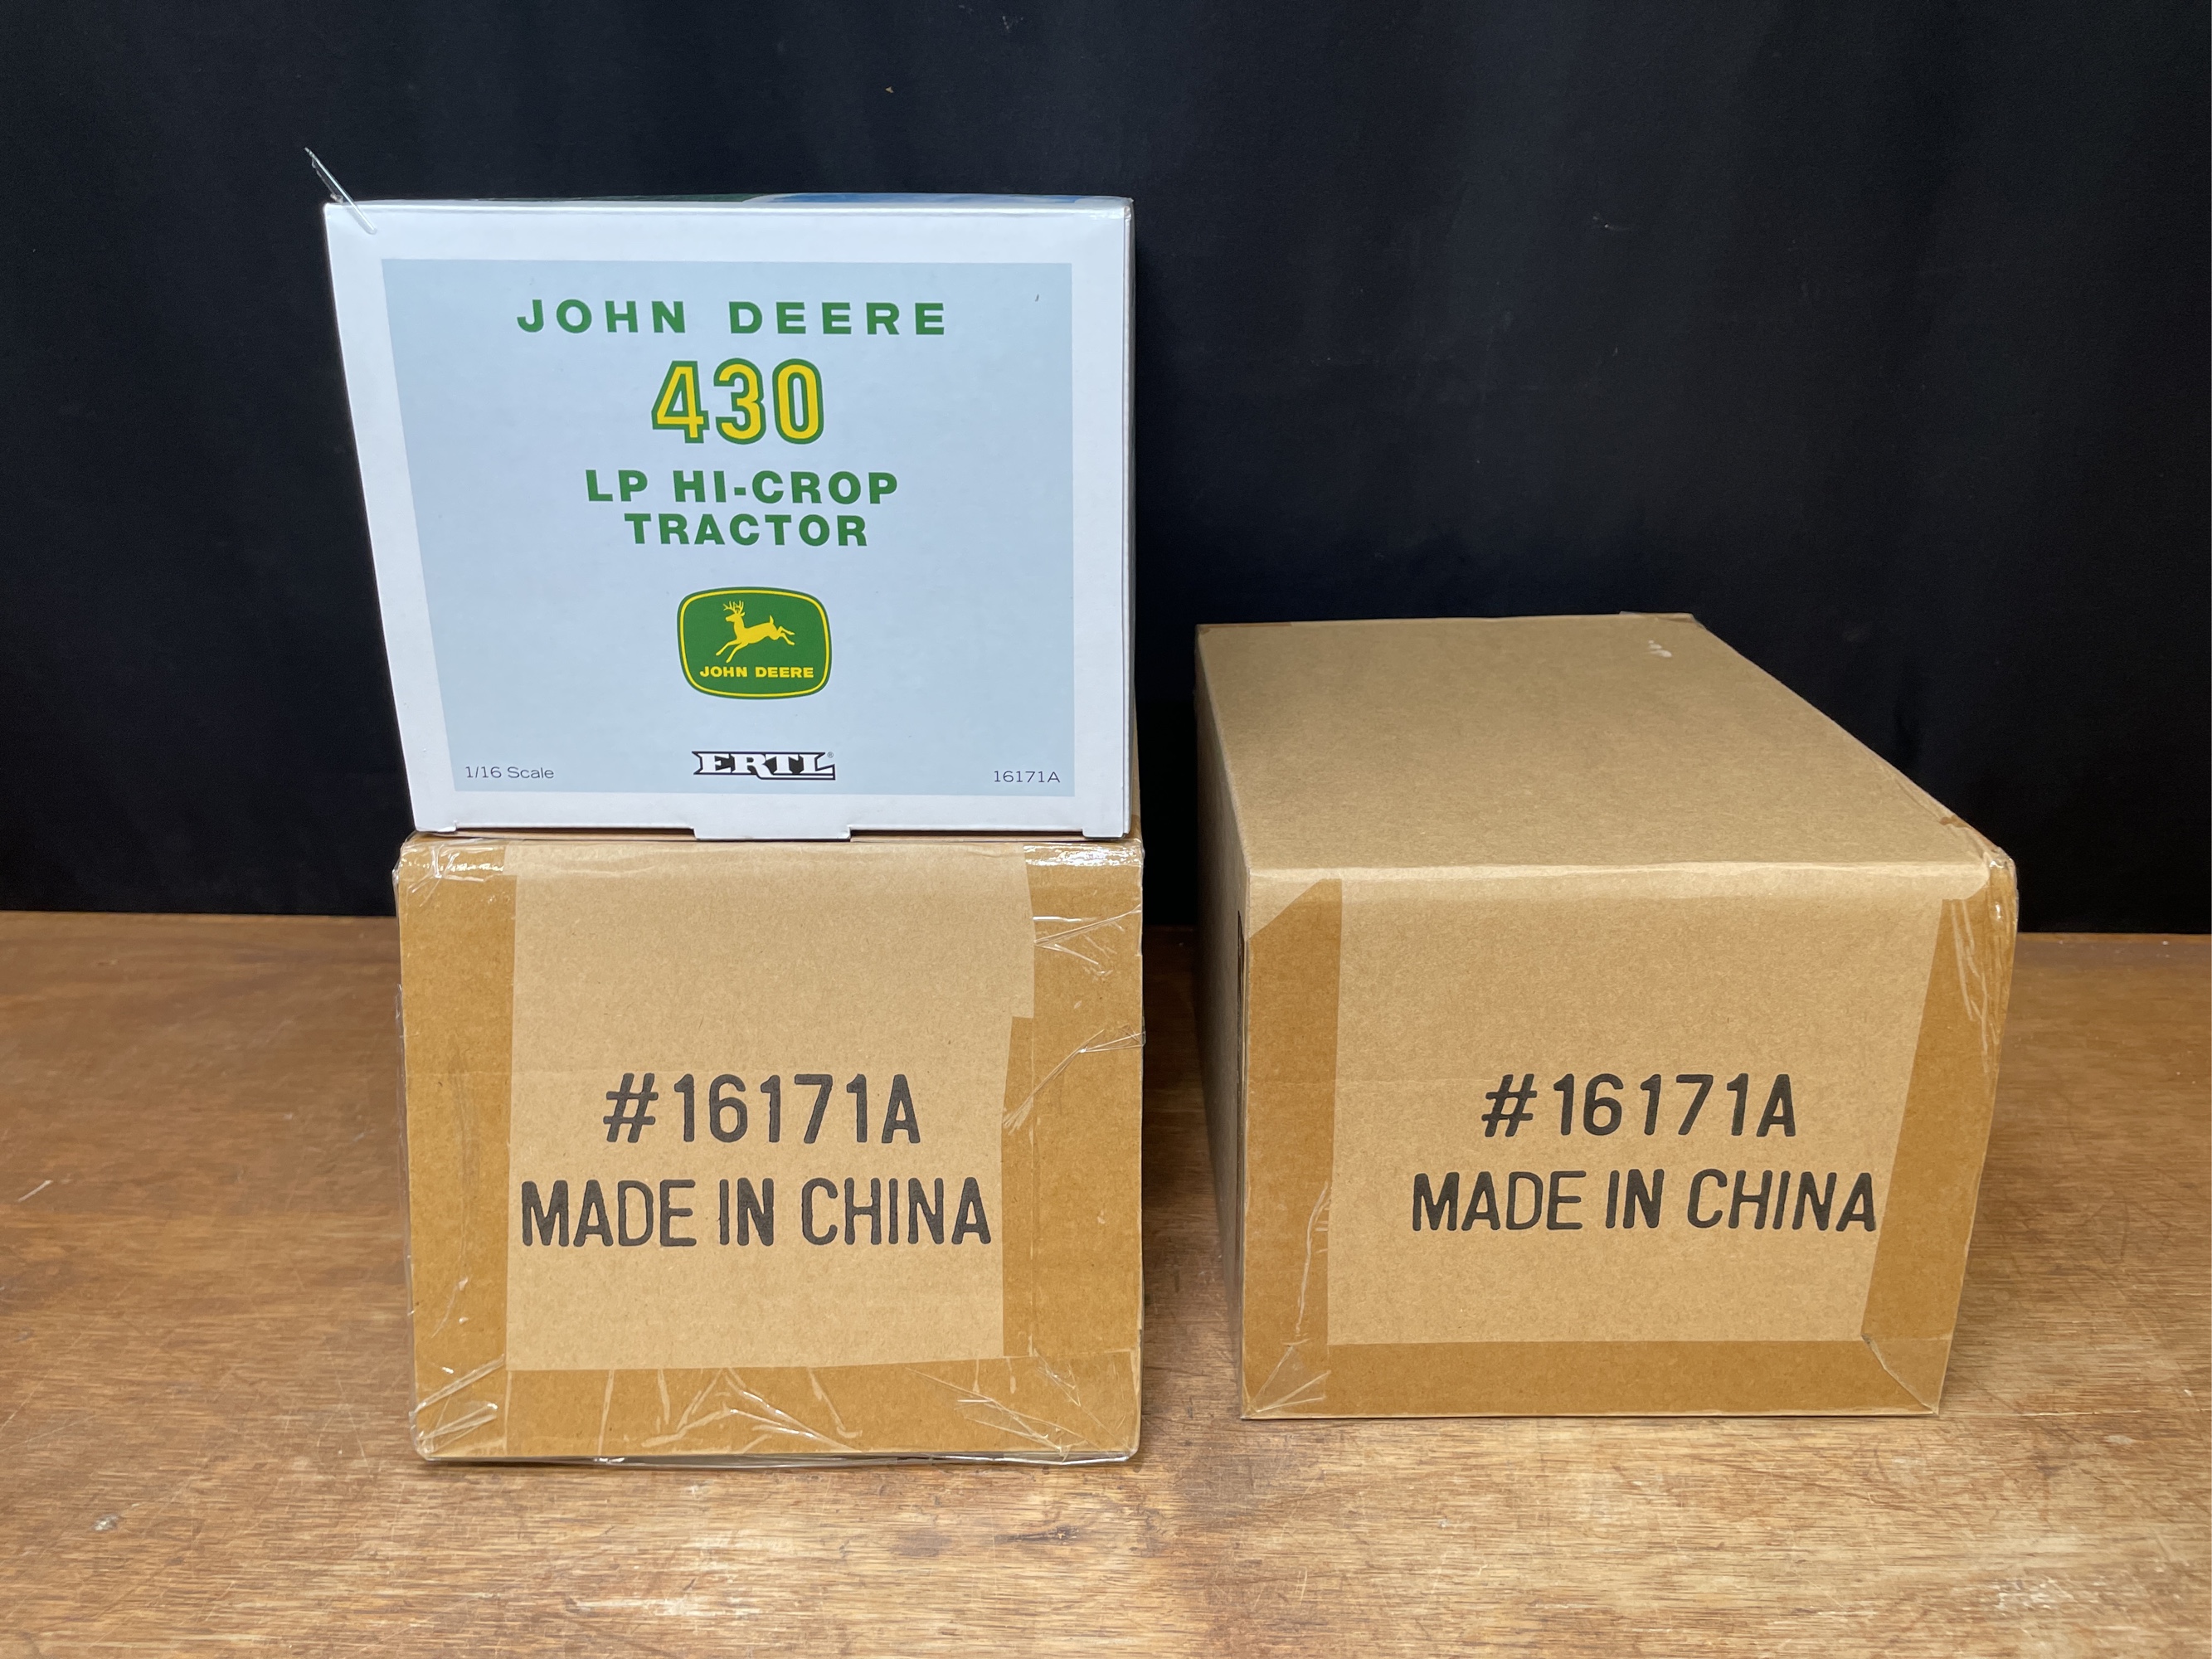 JOHN DEERE
430
LP HI-CROP
TRACTOR
JOHN DEERE
1/16 Scale
ERTL®
16171A
#16171A
MADE IN CHINA
#16171A
MADE IN CHINA